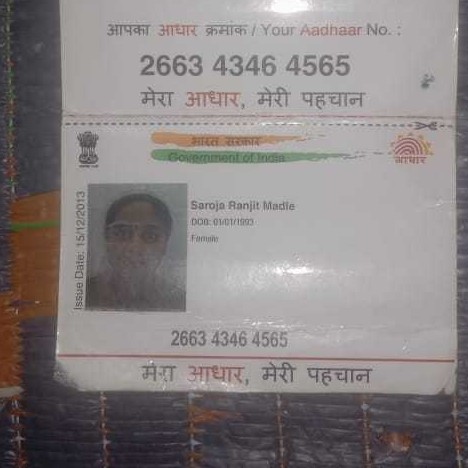 आपका आधार क्रमांक / Your Aadhaar No. :
2663 4346 4565
मेरा आधार, मेरी पहचान
भारत सरकार
Government of India
आधार
Issue Date: 15/12/2013
Saroja Ranjit Madle
DOB: 01/01/1993
Female
2663 4346 4565
मेरा आधार, मेरी पहचान